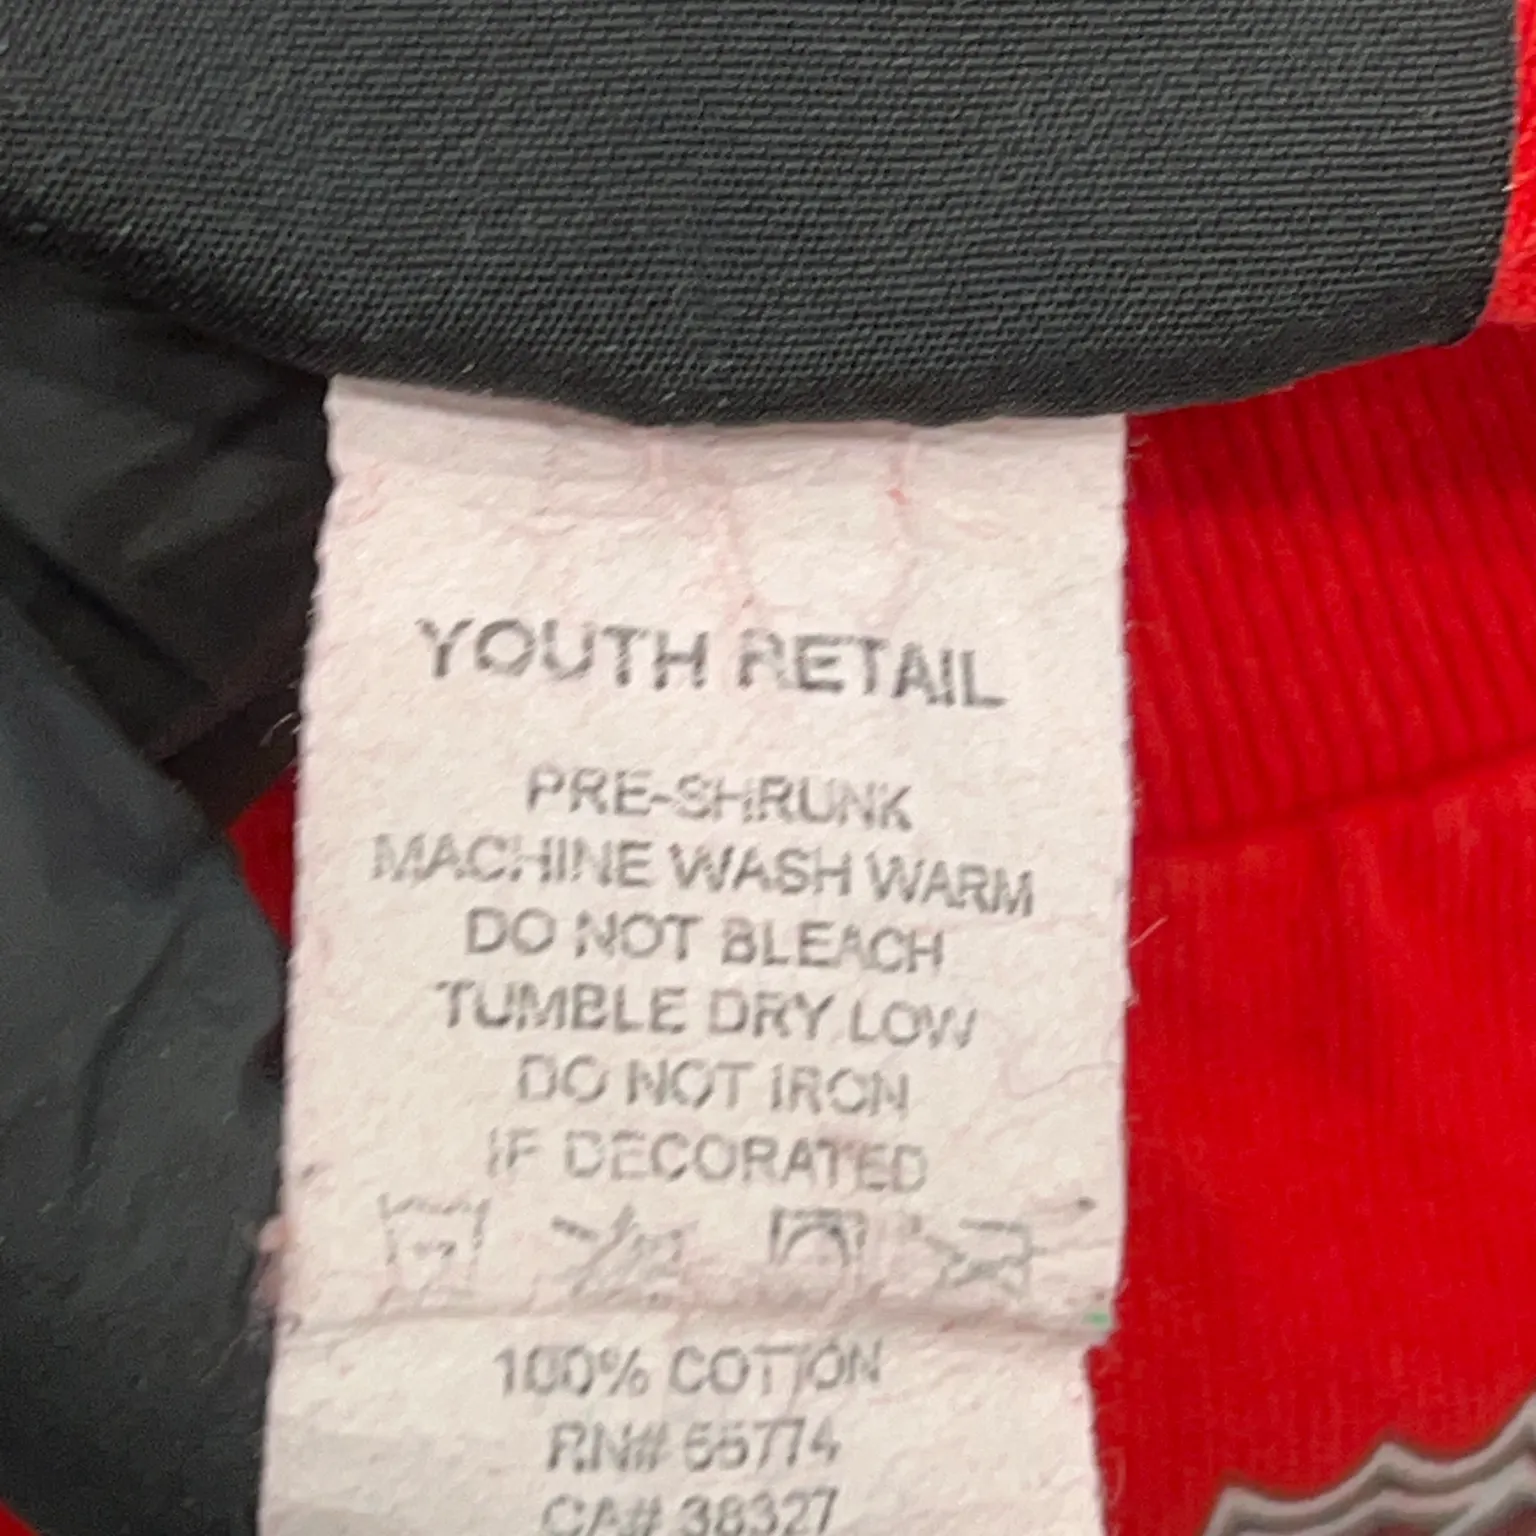 YOUTH RETAIL
PRE-SHRUNK
MACHINE WASH WARM
DO NOT BLEACH
TUMBLE DRY LOW
DO NOT IRON
IF DECORATED
100% COTTON
RN# 55774
CA# 38327